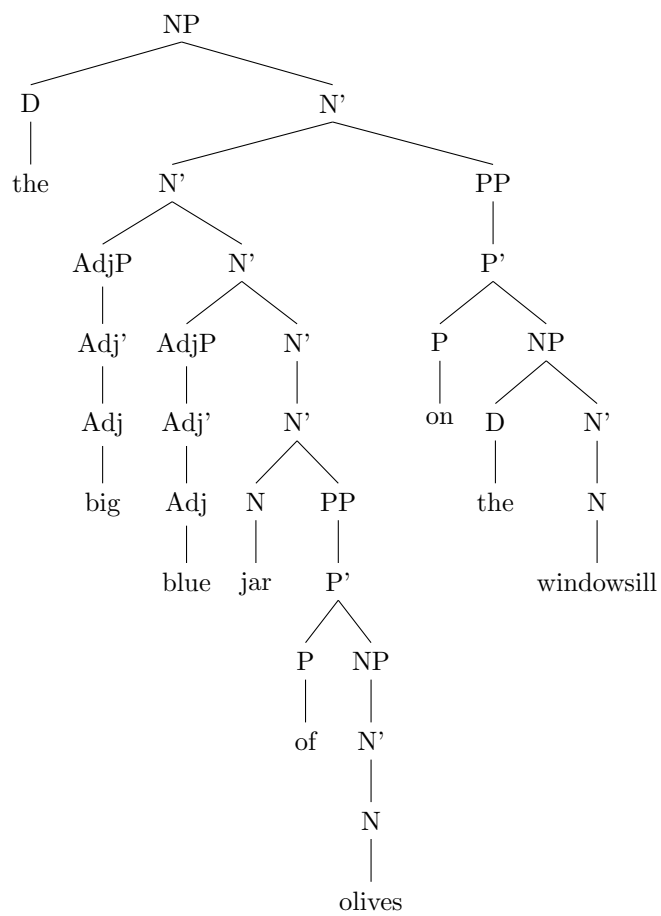 NP
D N’
the N’ PP
AdjP N’ P’
Adj’ AdjP N’ P NP
Adj Adj’ N’ on D N’
big Adj N PP the N
blue jar P’ windowsill
P NP
of N’
N
olives